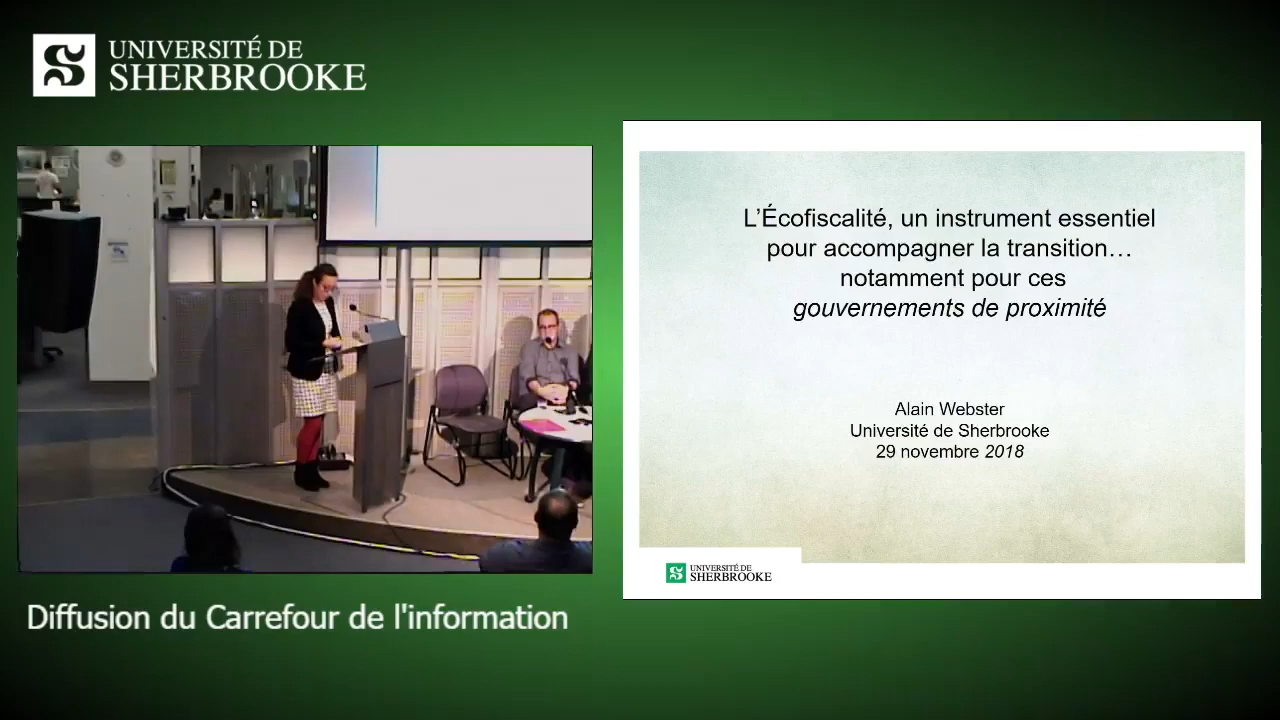 UNIVERSITÉ DE
SHERBROOKE
L'Écofiscalité, un instrument essentiel
pour accompagner la transition…
notamment pour ces
gouvernements de proximité
Alain Webster
Université de Sherbrooke
29 novembre 2018
UNIVERSITÉ DE
SHERBROOKE
Diffusion du Carrefour de l'information